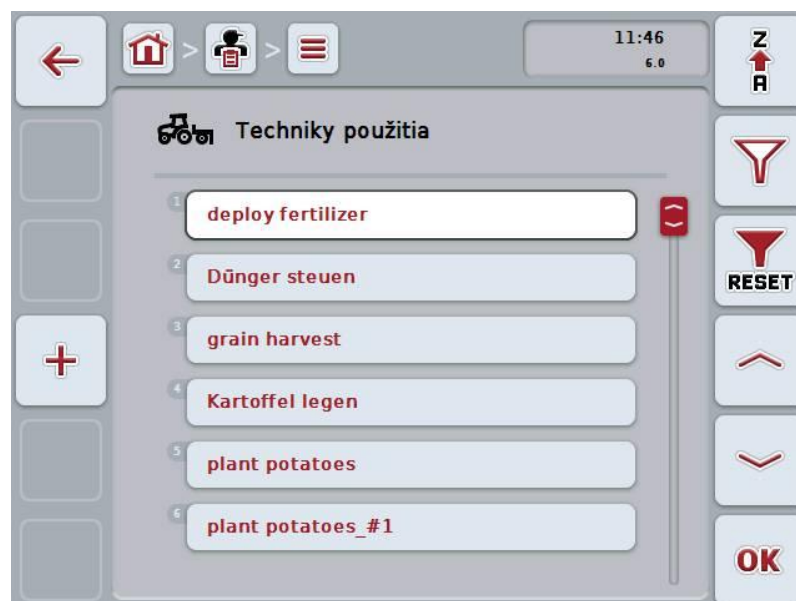 11:46
6.0
Z
A
Techniky použitia
1
deploy fertilizer
2
Dünger steuen
RESET
3
grain harvest
4
Kartoffel legen
5
plant potatoes
6
plant potatoes_#1
OK